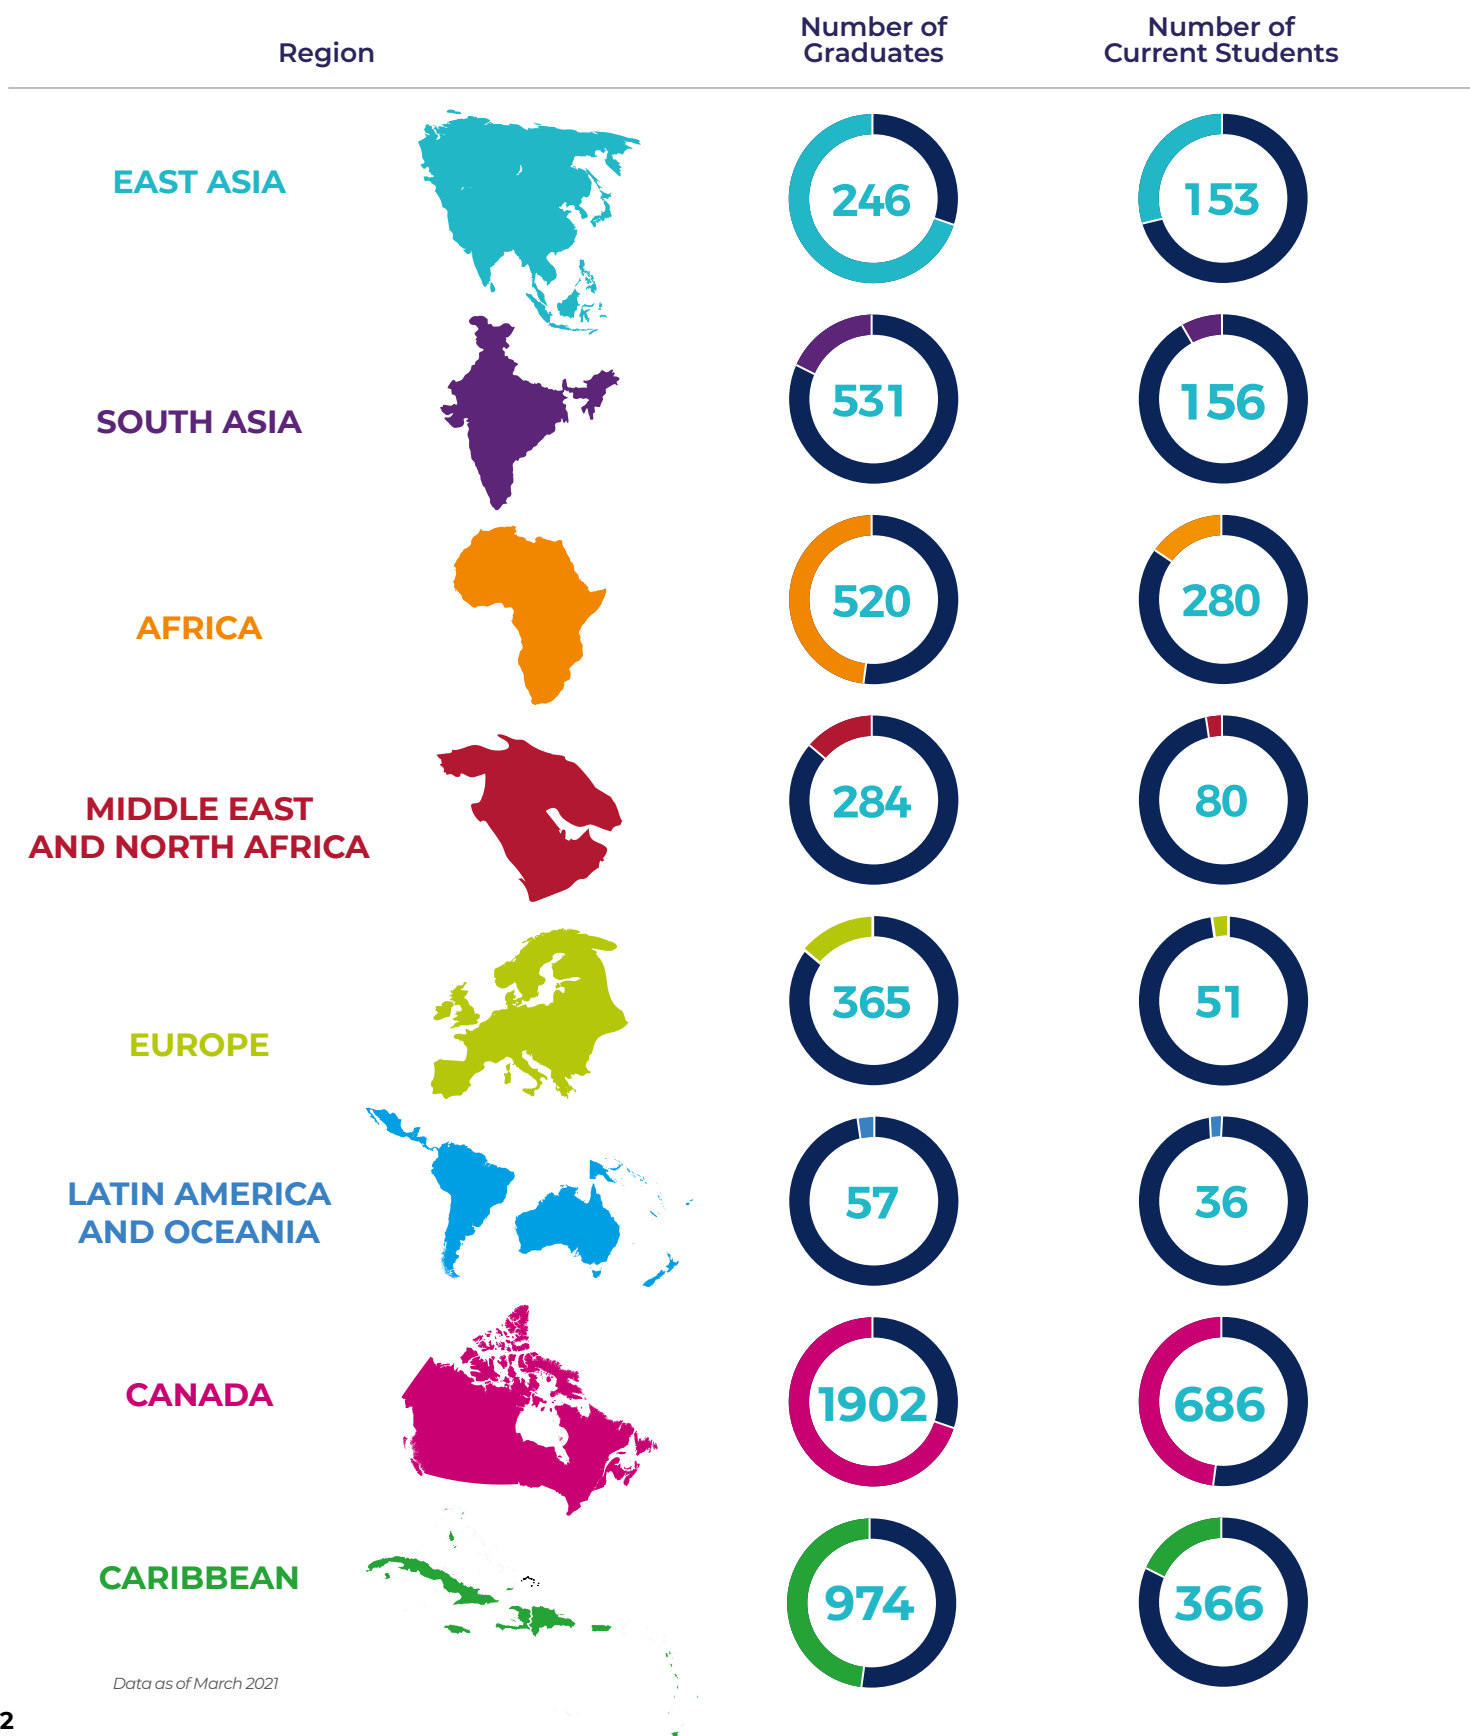 Region
Number of
Graduates
Number of
Current Students
EAST ASIA
246
153
SOUTH ASIA
531
156
AFRICA
520
280
MIDDLE EAST
AND NORTH AFRICA
284
80
EUROPE
365
51
LATIN AMERICA
AND OCEANIA
57
36
CANADA
1902
686
CARIBBEAN
974
366
Data as of March 2021
2